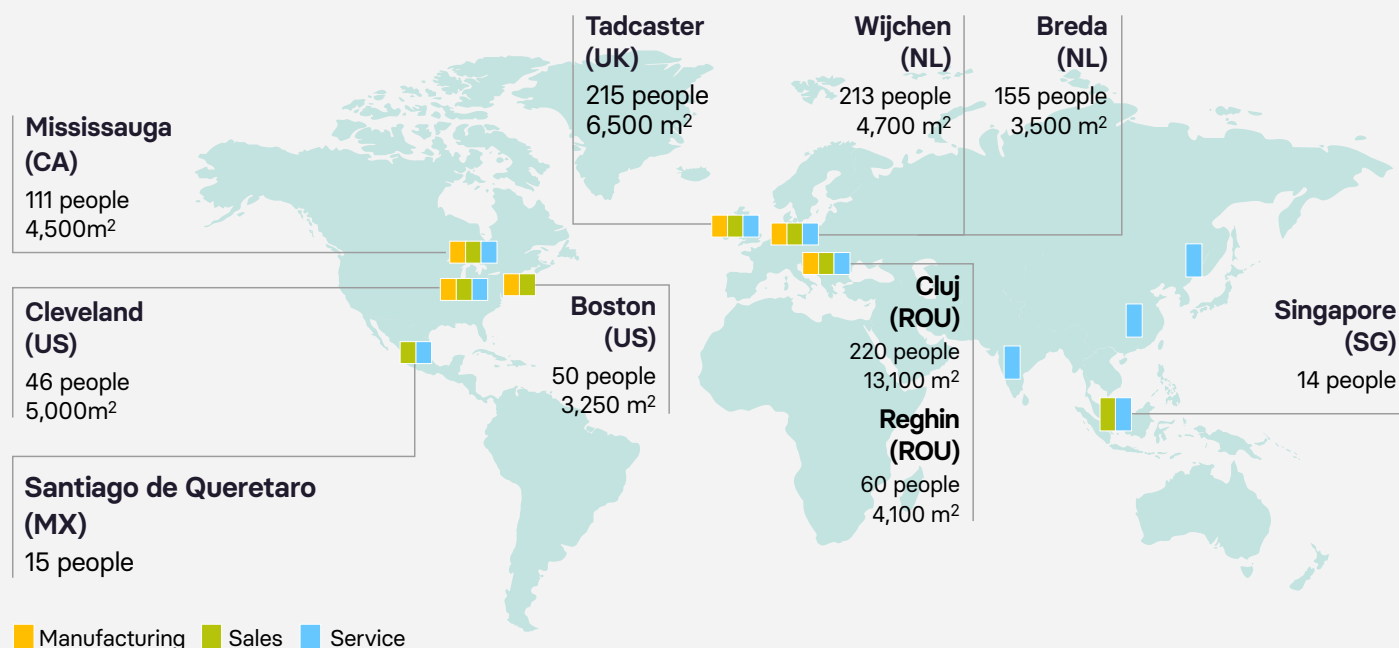 Tadcaster
(UK)
215 people
6,500 m²
Wijchen
(NL)
213 people
4,700 m²
Breda
(NL)
155 people
3,500 m²
Mississauga
(CA)
111 people
4,500m²
Cleveland
(US)
46 people
5,000m²
Boston
(US)
50 people
3,250 m²
Cluj
(ROU)
220 people
13,100 m²
Reghin
(ROU)
60 people
4,100 m²
Singapore
(SG)
14 people
Santiago de Queretaro
(MX)
15 people
Manufacturing Sales Service